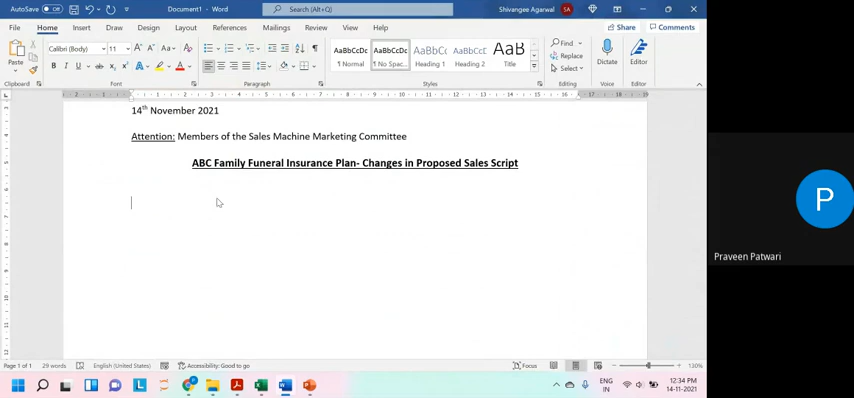 AutoSave Off Document1 - Word Search (Alt+Q) Shivangee Agarwal SA
File Home Insert Draw Design Layout References Mailings Review View Help Share Comments
Calibri (Body) 11 Find
Paste Replace
Select Dictate Editor
AaBbCcDc AaBbCcDc AaBbCc AaBbCcD AaB
¶ Normal ¶ No Spac... Heading 1 Heading 2 Title
Clipboard Font Paragraph Styles Editing Voice Editor
14th November 2021
Attention: Members of the Sales Machine Marketing Committee
ABC Family Funeral Insurance Plan- Changes in Proposed Sales Script
P
Praveen Patwari
Page 1 of 1 29 words English (United States) Accessibility: Good to go Focus 130%
ENG
IN
12:34 PM
14-11-2021